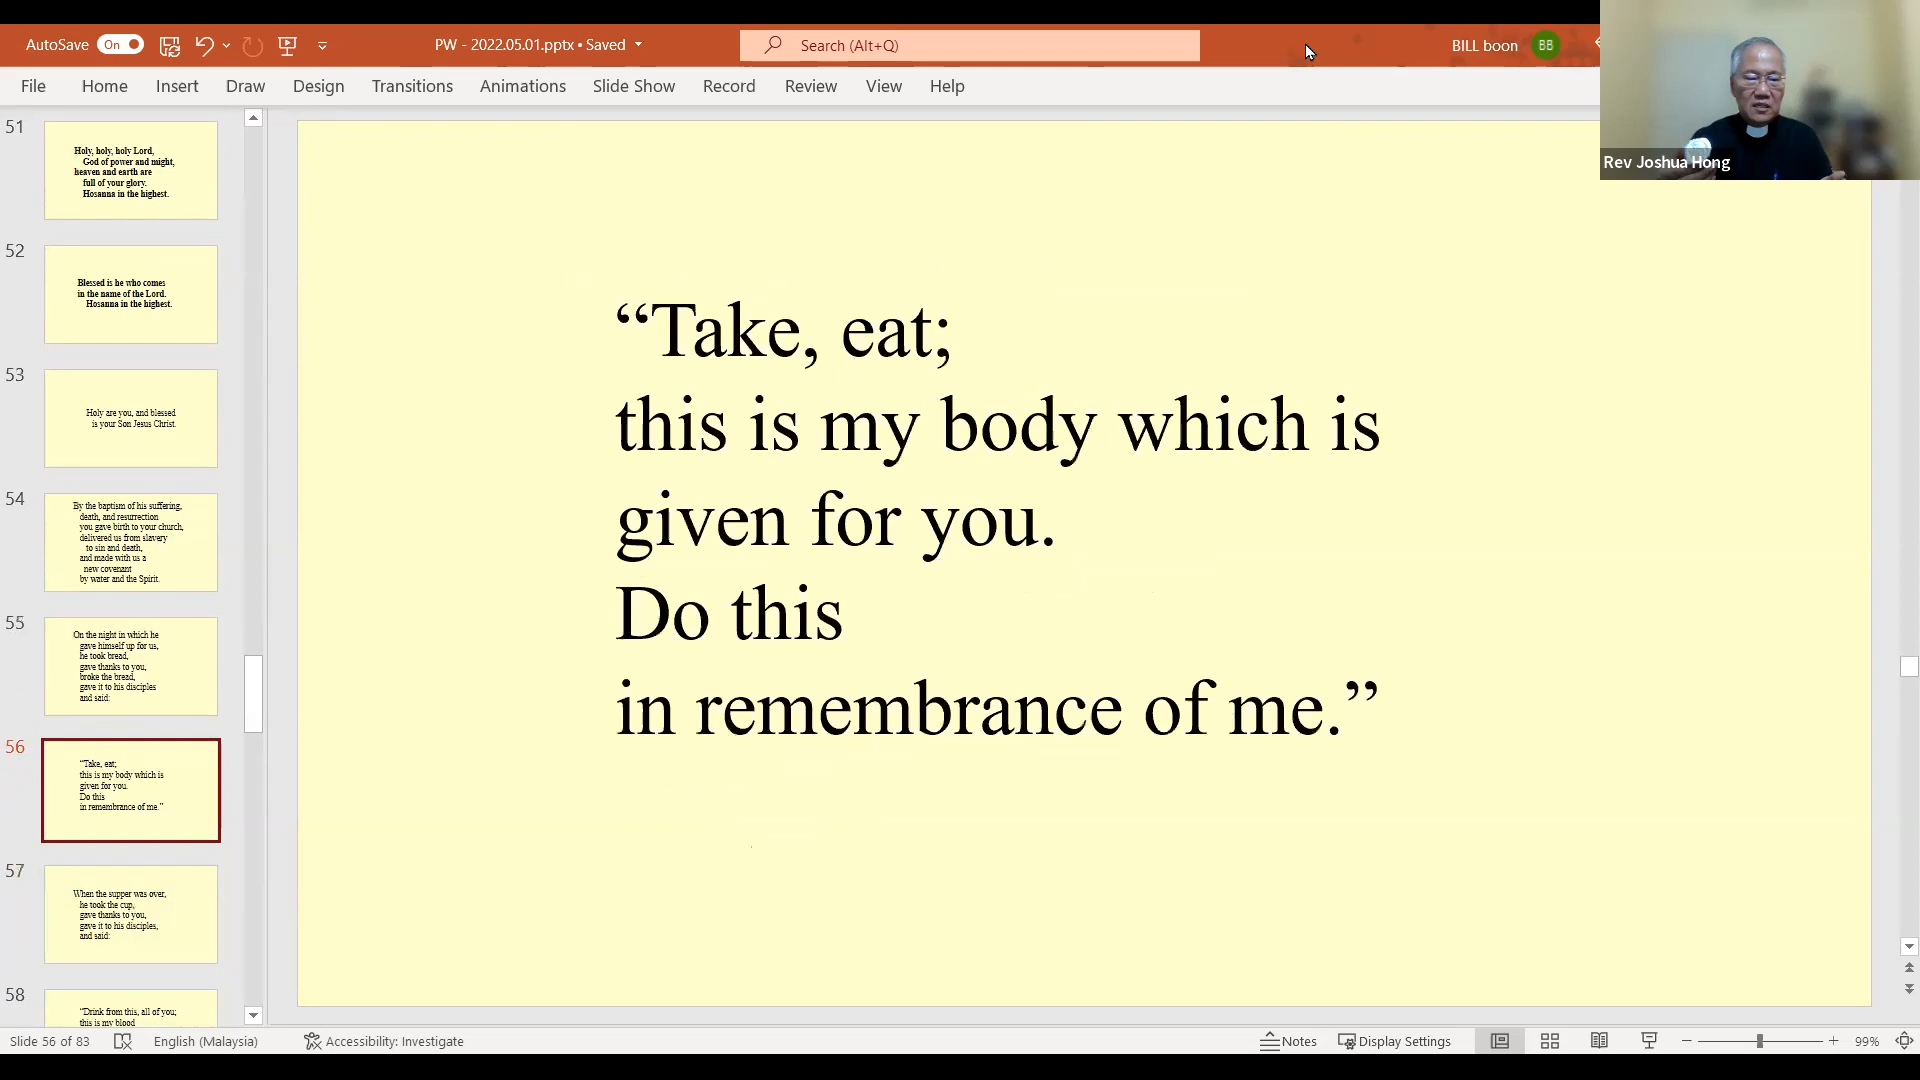 AutoSave On
PW - 2022.05.01.pptx • Saved
Search (Alt+Q)
BILL boon BB
File Home Insert Draw Design Transitions Animations Slide Show Record Review View Help
Rev Joshua Hong
51
Holy, holy, holy Lord,
God of power and might,
heaven and earth are
full of your glory.
Hosanna in the highest.
52
Blessed is he who comes
in the name of the Lord.
Hosanna in the highest.
53
Holy are you, and blessed
is your Son Jesus Christ.
54
By the baptism of his suffering,
death, and resurrection
you gave birth to your church,
delivered us from slavery
to sin and death,
and made with us a
new covenant
by water and the Spirit.
55
On the night in which he
gave himself up for us,
he took bread,
gave thanks to you,
broke the bread,
gave it to his disciples
and said:
56
“Take, eat;
this is my body which is
given for you.
Do this
in remembrance of me.”
57
When the supper was over,
he took the cup,
gave thanks to you,
gave it to his disciples,
and said:
58
“Drink from this, all of you;
this is my blood
“Take, eat;
this is my body which is
given for you.
Do this
in remembrance of me.”
Slide 56 of 83
English (Malaysia)
Accessibility: Investigate
Notes
Display Settings
99%